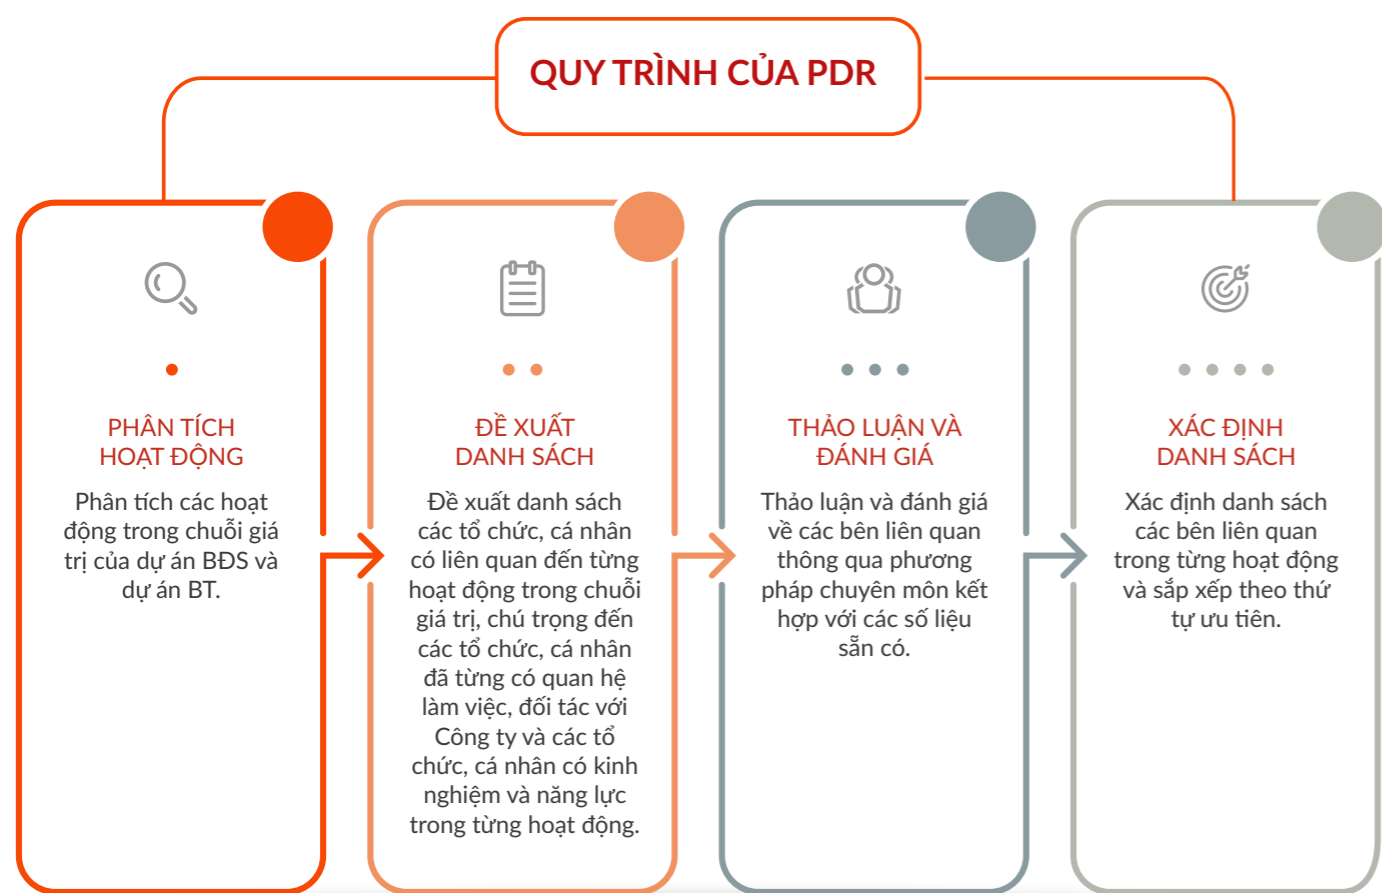 QUY TRÌNH CỦA PDR
PHÂN TÍCH
HOẠT ĐỘNG
Phân tích các hoạt
động trong chuỗi giá
trị của dự án BĐS và
dự án BT.
ĐỀ XUẤT
DANH SÁCH
Đề xuất danh sách
các tổ chức, cá nhân
có liên quan đến từng
hoạt động trong chuỗi
giá trị, chú trọng đến
các tổ chức, cá nhân
đã từng có quan hệ
làm việc, đối tác với
Công ty và các tổ
chức, cá nhân có kinh
nghiệm và năng lực
trong từng hoạt động.
THẢO LUẬN VÀ
ĐÁNH GIÁ
Thảo luận và đánh giá
về các bên liên quan
thông qua phương
pháp chuyên môn kết
hợp với các số liệu
sẵn có.
XÁC ĐỊNH
DANH SÁCH
Xác định danh sách
các bên liên quan
trong từng hoạt động
và sắp xếp theo thứ
tự ưu tiên.